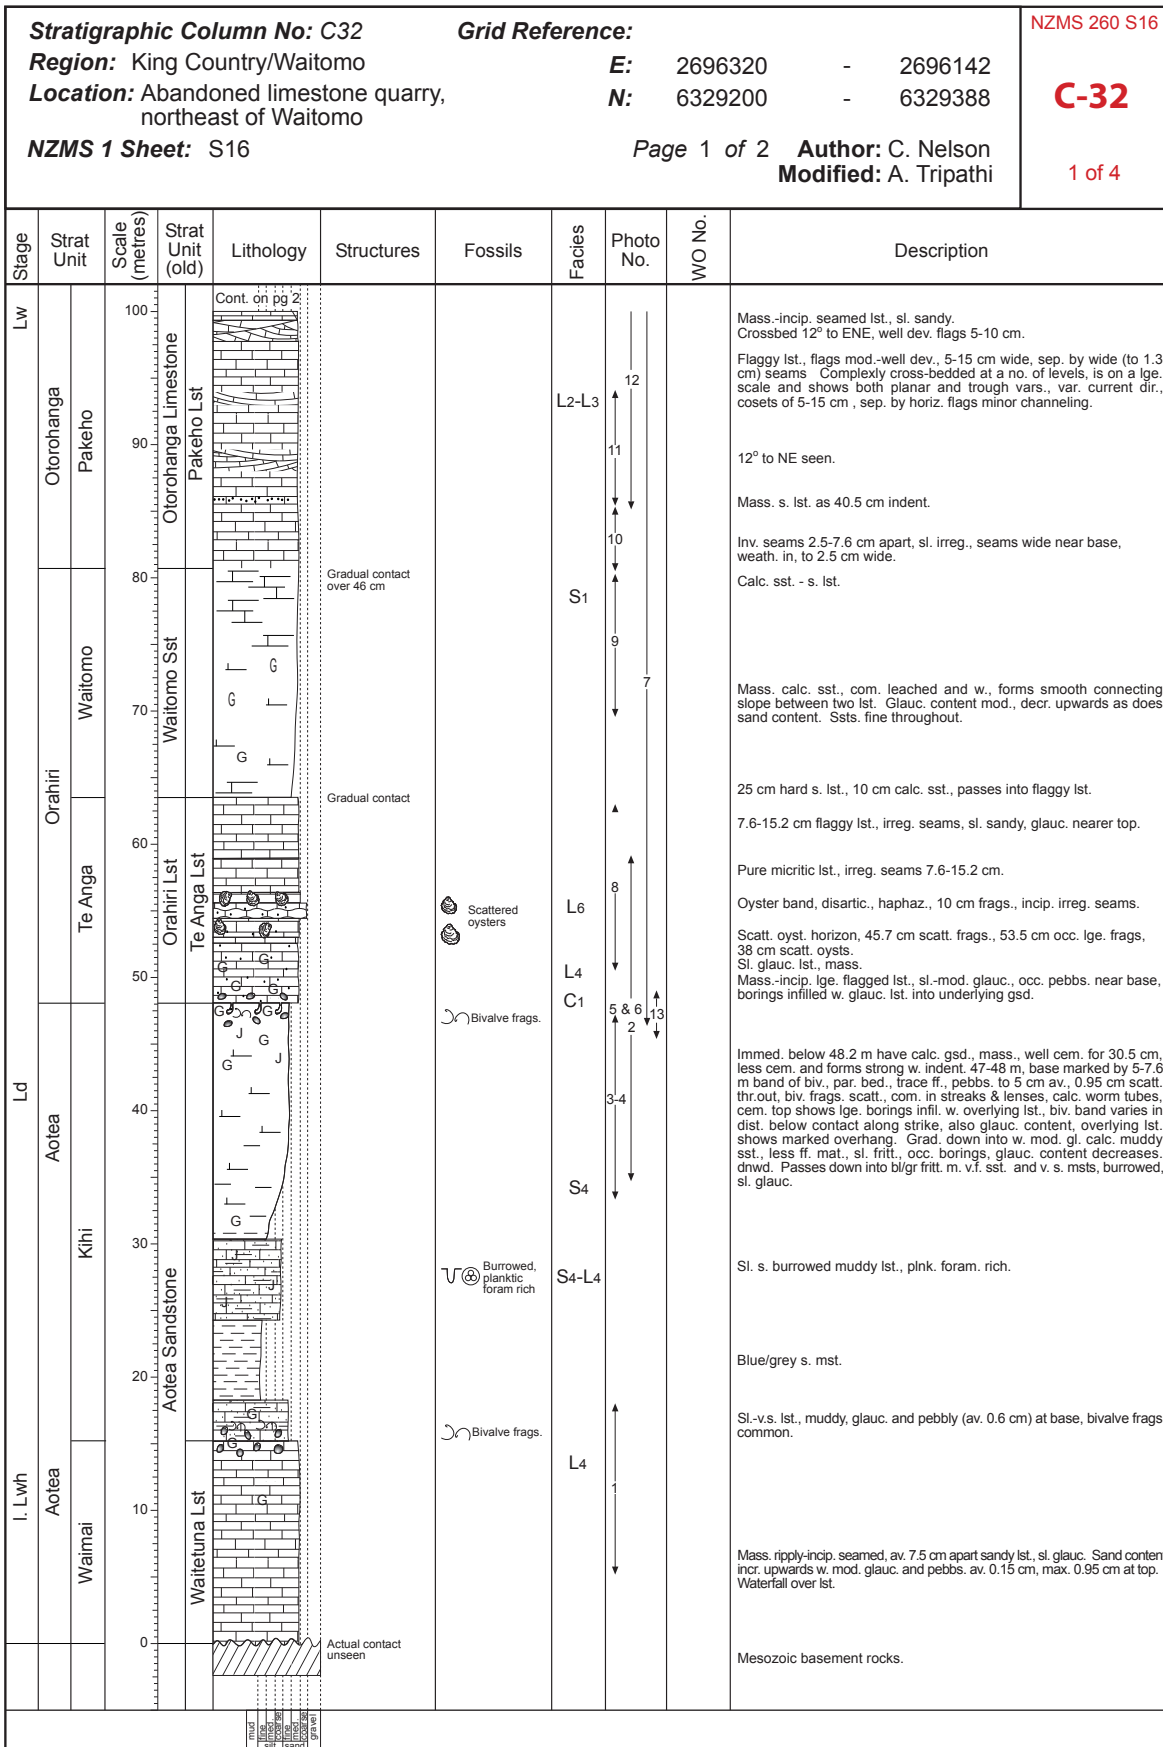 Stratigraphic Column No: C32
Grid Reference:
NZMS 260 S16
Region: King Country/Waitomo
E: 2696320 - 2696142
Location: Abandoned limestone quarry,
northeast of Waitomo
N: 6329200 - 6329388
C-32
NZMS 1 Sheet: S16
Page 1 of 2 Author: C. Nelson
Modified: A. Tripathi
1 of 4
Stage
Strat
Unit
Scale
(metres)
Strat
Unit
(old)
Lithology
Structures
Fossils
Facies
Photo
No.
WO No.
Description
Lw
Ld
l. Lwh
Otorohanga
Orahiri
Aotea
Aotea
Pakeho
Waitomo
Te Anga
Kihi
Waimai
100
90
80
70
60
50
40
30
20
10
0
Otorohanga Limestone
Pakeho Lst
Waitomo Sst
Orahiri Lst
Te Anga Lst
Aotea Sandstone
Waitetuna Lst
Cont. on pg 2
G
G
G
G
G
G
G
G
G
J
G
J
G
G
J
J
J
G
G
G
mud
fine
med.
coarse
fine
med.
coarse
gravel
silt
sand
Gradual contact
over 46 cm
Gradual contact
Actual contact
unseen
Scattered
oysters
Bivalve frags.
Burrowed,
planktic
foram rich
Bivalve frags.
L2-L3
S1
L6
L4
C1
S4
S4-L4
L4
12
11
10
9
7
8
5 & 6
13
2
3-4
1
Mass.-incip. seamed lst., sl. sandy.
Crossbed 12° to ENE, well dev. flags 5-10 cm.
Flaggy lst., flags mod.-well dev., 5-15 cm wide, sep. by wide (to 1.3
cm) seams Complexly cross-bedded at a no. of levels, is on a lge.
scale and shows both planar and trough vars., var. current dir.,
cosets of 5-15 cm , sep. by horiz. flags minor channeling.
12° to NE seen.
Mass. s. lst. as 40.5 cm indent.
Inv. seams 2.5-7.6 cm apart, sl. irreg., seams wide near base,
weath. in, to 2.5 cm wide.
Calc. sst. - s. lst.
Mass. calc. sst., com. leached and w., forms smooth connecting
slope between two lst. Glauc. content mod., decr. upwards as does
sand content. Ssts. fine throughout.
25 cm hard s. lst., 10 cm calc. sst., passes into flaggy lst.
7.6-15.2 cm flaggy lst., irreg. seams, sl. sandy, glauc. nearer top.
Pure micritic lst., irreg. seams 7.6-15.2 cm.
Oyster band, disartic., haphaz., 10 cm frags., incip. irreg. seams.
Scatt. oyst. horizon, 45.7 cm scatt. frags., 53.5 cm occ. lge. frags,
38 cm scatt. oysts.
Sl. glauc. lst., mass.
Mass.-incip. lge. flagged lst., sl.-mod. glauc., occ. pebbs. near base,
borings infilled w. glauc. lst. into underlying gsd.
Immed. below 48.2 m have calc. gsd., mass., well cem. for 30.5 cm,
less cem. and forms strong w. indent. 47-48 m, base marked by 5-7.6
m band of biv., par. bed., trace ff., pebbs. to 5 cm av., 0.95 cm scatt.
thr.out, biv. frags. scatt., com. in streaks & lenses, calc. worm tubes,
cem. top shows lge. borings infil. w. overlying lst., biv. band varies in
dist. below contact along strike, also glauc. content, overlying lst.
shows marked overhang. Grad. down into w. mod. gl. calc. muddy
sst., less ff. mat., sl. fritt., occ. borings, glauc. content decreases.
dnwd. Passes down into bl/gr fritt. m. v.f. sst. and v. s. msts, burrowed,
sl. glauc.
Sl. s. burrowed muddy lst., plnk. foram. rich.
Blue/grey s. mst.
Sl.-v.s. lst., muddy, glauc. and pebbly (av. 0.6 cm) at base, bivalve frags
common.
Mass. ripply-incip. seamed, av. 7.5 cm apart sandy lst., sl. glauc. Sand content
incr. upwards w. mod. glauc. and pebbs. av. 0.15 cm, max. 0.95 cm at top.
Waterfall over lst.
Mesozoic basement rocks.